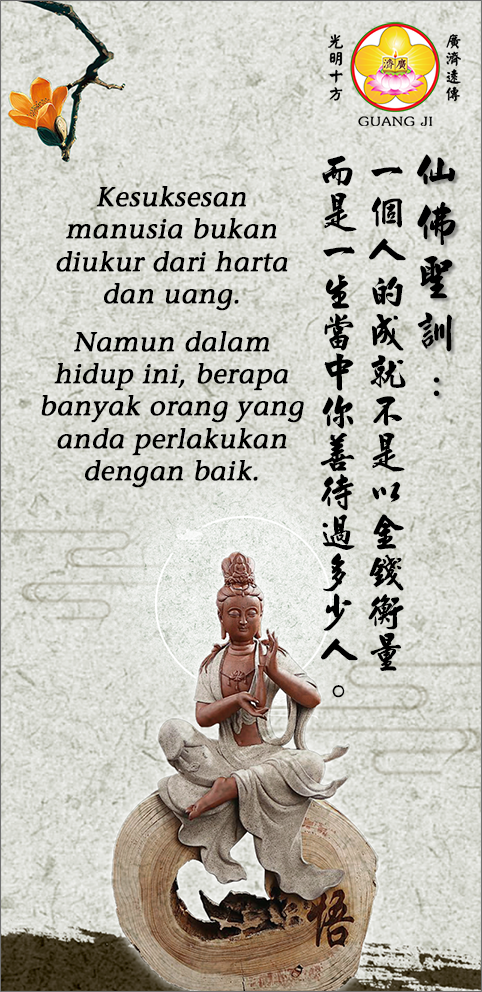 光明十方
廣濟遠傳
廣濟
GUANG JI
仙佛聖訓：
一個人的成就不是以金錢衡量
而是一生當中你善待過多少人。
Kesuksesan
manusia bukan
diukur dari harta
dan uang.
Namun dalam
hidup ini, berapa
banyak orang yang
anda perlakukan
dengan baik.
悟